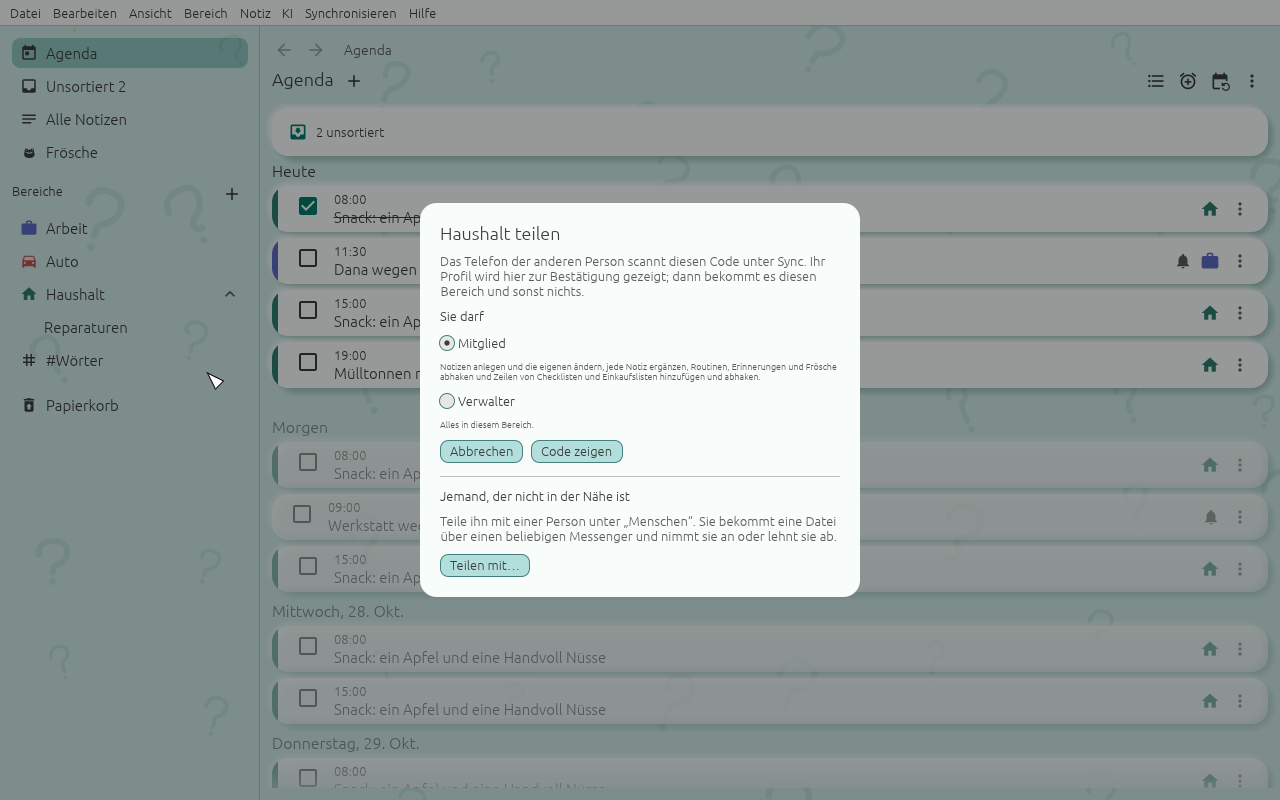 Datei Bearbeiten Ansicht Bereich Notiz KI Synchronisieren Hilfe
Agenda
Unsortiert 2
Alle Notizen
Frösche
Bereiche
Arbeit
Auto
Haushalt
Reparaturen
#Wörter
Papierkorb
Agenda
Agenda
2 unsortiert
Heute
08:00
Snack: ein Ap
11:30
Dana wegen
15:00
Snack: ein Ap
19:00
Mülltonnen
Morgen
08:00
Snack: ein Ap
09:00
Werkstatt we
15:00
Snack: ein Ap
Mittwoch, 28. Okt.
08:00
Snack: ein Apfel und eine Handvoll Nüsse
15:00
Snack: ein Apfel und eine Handvoll Nüsse
Donnerstag, 29. Okt.
08:00
Snack: ein Apfel und eine Handvoll Nüsse
Haushalt teilen
Das Telefon der anderen Person scannt diesen Code unter Sync. Ihr
Profil wird hier zur Bestätigung gezeigt; dann bekommt es diesen
Bereich und sonst nichts.
Sie darf
Mitglied
Notizen anlegen und die eigenen ändern, jede Notiz ergänzen, Routinen, Erinnerungen und Frösche
abhaken und Zeilen von Checklisten und Einkaufslisten hinzufügen und abhaken.
Verwalter
Alles in diesem Bereich.
Abbrechen Code zeigen
Jemand, der nicht in der Nähe ist
Teile ihn mit einer Person unter „Menschen“. Sie bekommt eine Datei
über einen beliebigen Messenger und nimmt sie an oder lehnt sie ab.
Teilen mit…